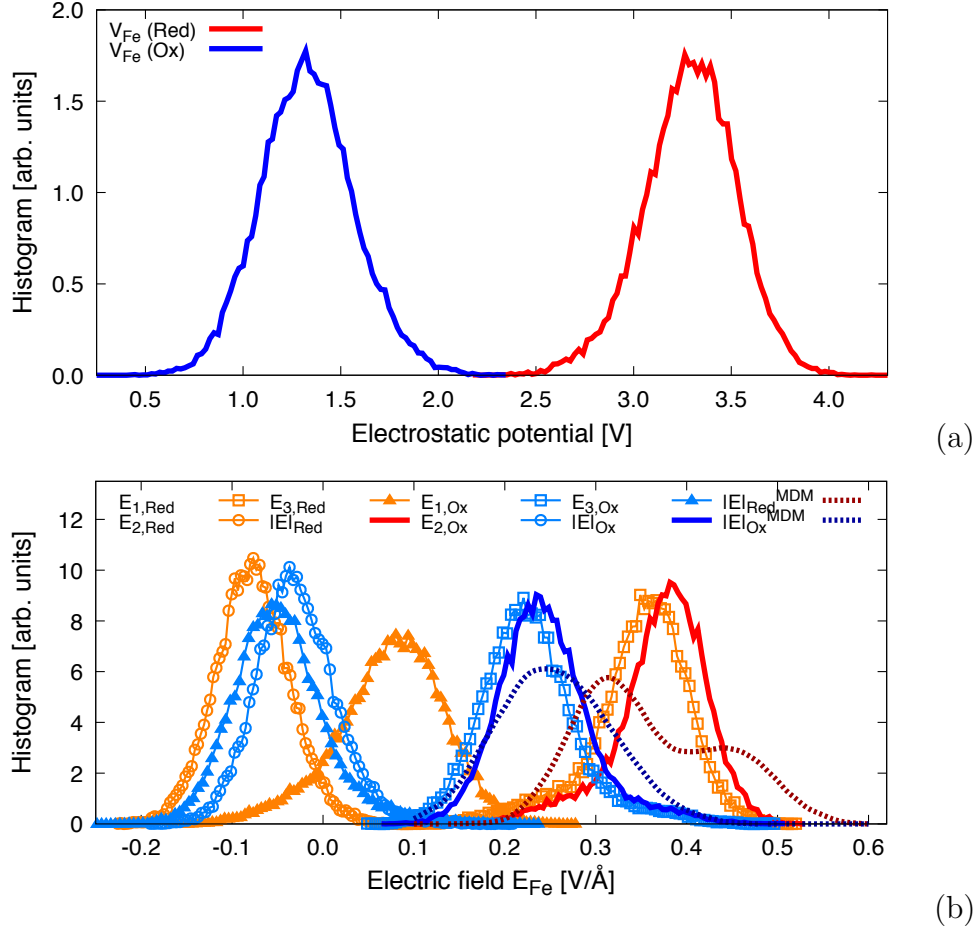 2.0
1.5
1.0
0.5
0.0
Histogram [arb. units]
V_Fe (Red)
V_Fe (Ox)
0.5 1.0 1.5 2.0 2.5 3.0 3.5 4.0
Electrostatic potential [V]
(a)
12
10
8
6
4
2
0
Histogram [arb. units]
E_1,Red E_3,Red E_1,Ox E_3,Ox |E|_Red^MDM
E_2,Red |E|_Red E_2,Ox |E|_Ox |E|_Ox^MDM
-0.2 -0.1 0.0 0.1 0.2 0.3 0.4 0.5 0.6
Electric field E_Fe [V/Å]
(b)